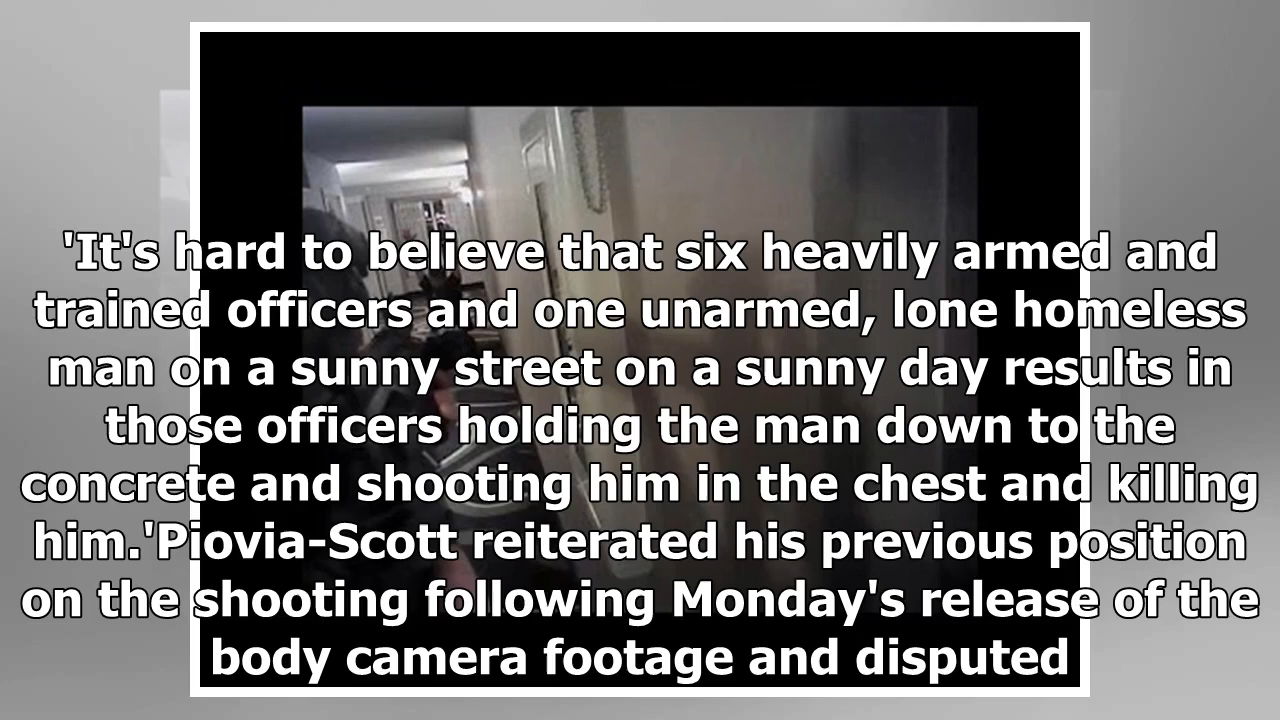 'It's hard to believe that six heavily armed and
trained officers and one unarmed, lone homeless
man on a sunny street on a sunny day results in
those officers holding the man down to the
concrete and shooting him in the chest and killing
him.'Piovia-Scott reiterated his previous position
on the shooting following Monday's release of the
body camera footage and disputed